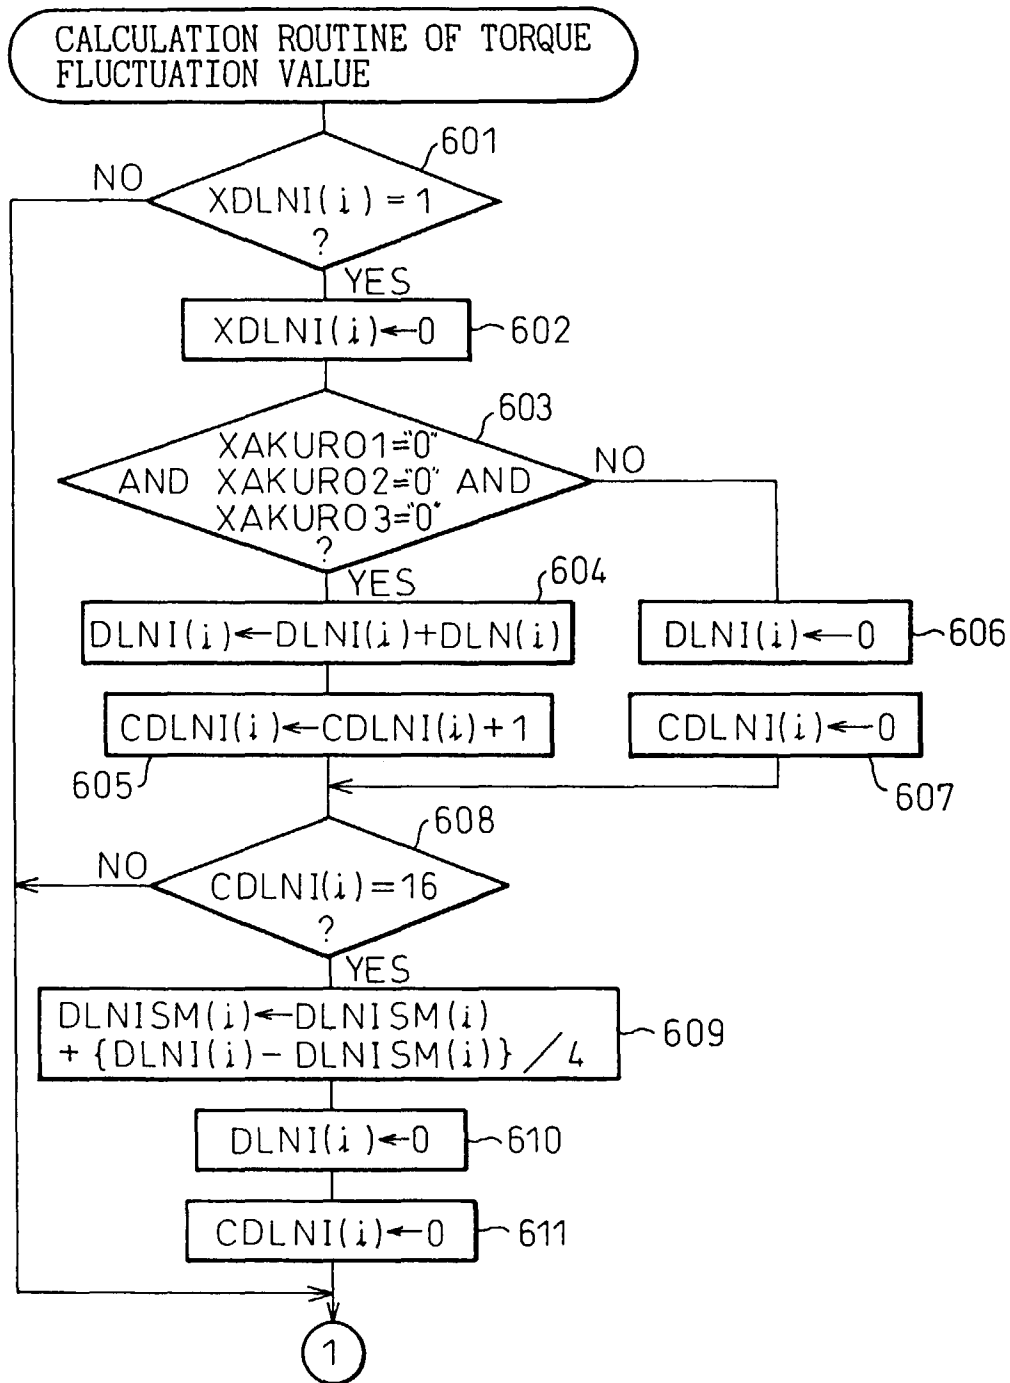 CALCULATION ROUTINE OF TORQUE
FLUCTUATION VALUE
601
NO
XDLNI(i)=1
?
YES
XDLNI(i)←0
602
603
XAKURO1="0"
AND XAKURO2="0" AND
XAKURO3="0"
?
NO
YES
604
DLNI(i)←DLNI(i)+DLN(i)
DLNI(i)←0
606
CDLNI(i)←CDLNI(i)+1
CDLNI(i)←0
605
607
608
NO
CDLNI(i)=16
?
YES
DLNISM(i)←DLNISM(i)
+{DLNI(i)-DLNISM(i)}/4
609
DLNI(i)←0
610
CDLNI(i)←0
611
1